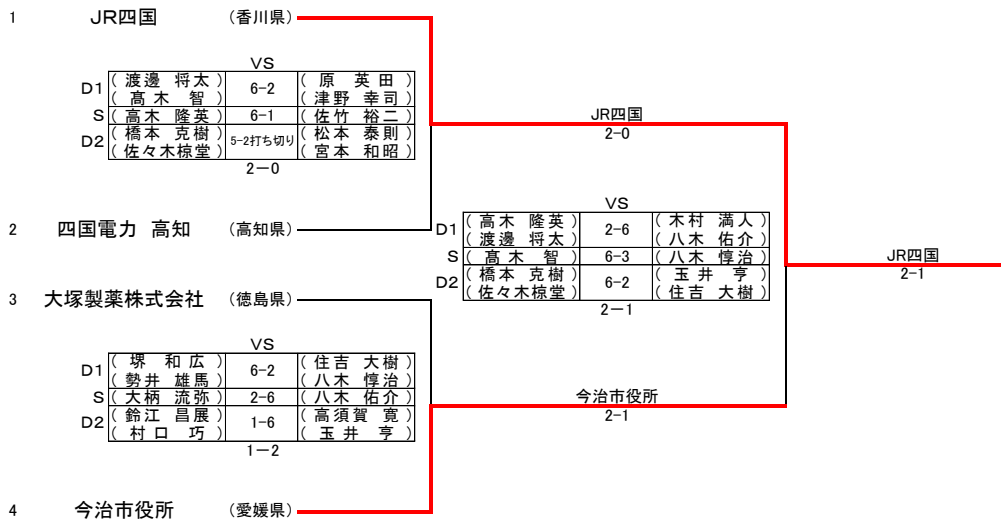 1 JR四国 (香川県)
VS
D1 (渡邊 将太) 6-2 (原 英田)
(髙木 智) (津野 幸司)
S (高木 隆英) 6-1 (佐竹 裕二)
D2 (橋本 克樹) 5-2打ち切り (松本 泰則)
(佐々木椋堂) (宮本 和昭)
2－0
JR四国
2-0
2 四国電力 高知 (高知県)
VS
D1 (高木 隆英) 2-6 (木村 満人)
(渡邊 将太) (八木 佑介)
S (髙木 智) 6-3 (八木 惇治)
D2 (橋本 克樹) 6-2 (玉井 亨)
(佐々木椋堂) (住吉 大樹)
2－1
JR四国
2-1
3 大塚製薬株式会社 (徳島県)
VS
D1 (堺 和広) 6-2 (住吉 大樹)
(勢井 雄馬) (八木 惇治)
S (大柄 流弥) 2-6 (八木 佑介)
D2 (鈴江 昌展) 1-6 (高須賀 寛)
(村口 巧) (玉井 亨)
1－2
今治市役所
2-1
4 今治市役所 (愛媛県)